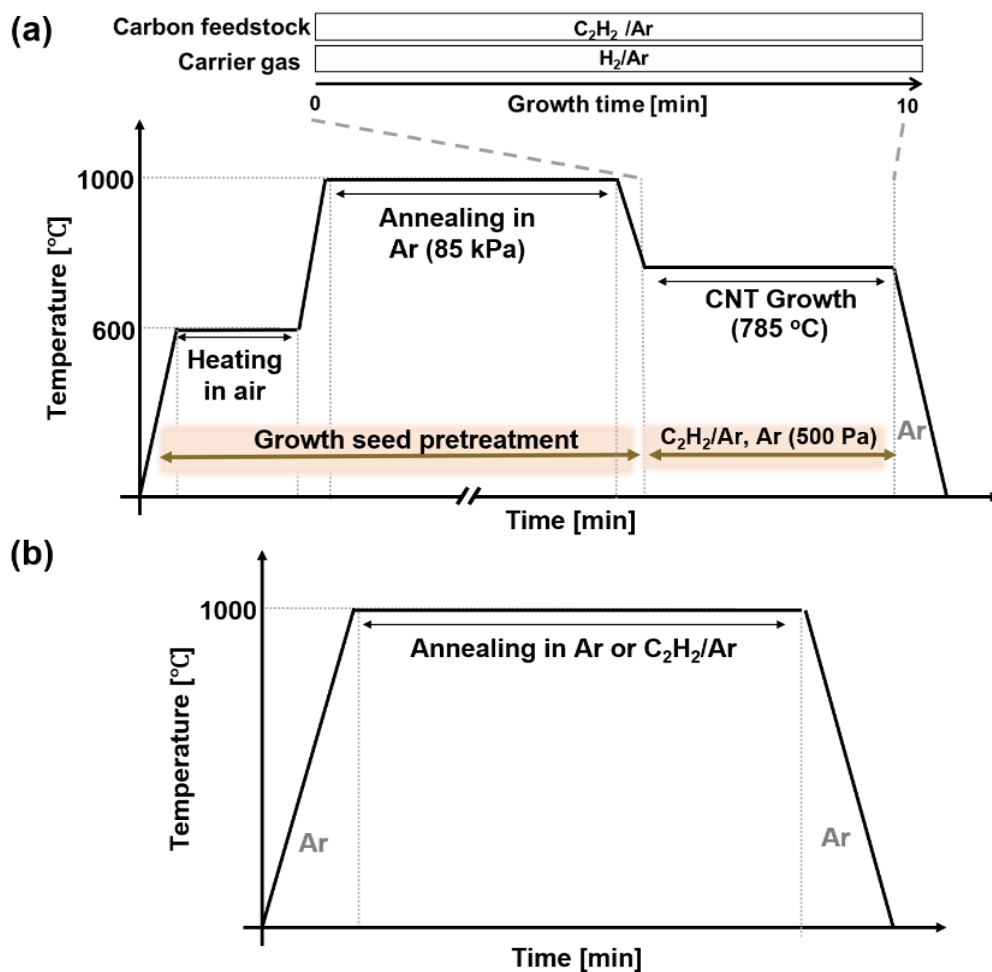 (a)
Carbon feedstock
C₂H₂ /Ar
Carrier gas
H₂/Ar
0
Growth time [min]
10
Temperature [℃]
1000
600
Annealing in
Ar (85 kPa)
CNT Growth
(785 ºC)
Heating
in air
Growth seed pretreatment
C₂H₂/Ar, Ar (500 Pa)
Ar
Time [min]
(b)
Temperature [℃]
1000
Annealing in Ar or C₂H₂/Ar
Ar
Ar
Time [min]